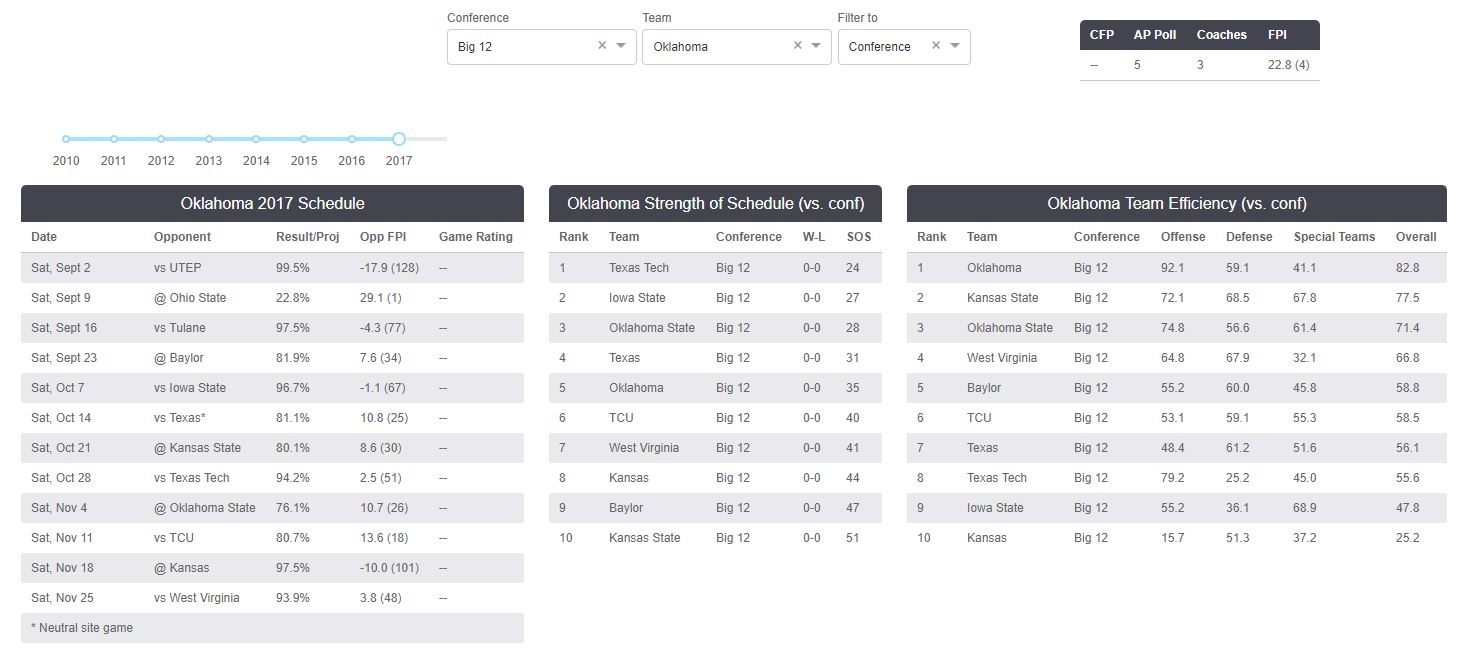 Conference Team Filter to
Big 12 × Oklahoma × Conference ×
CFP AP Poll Coaches FPI
-- 5 3 22.8 (4)
2010 2011 2012 2013 2014 2015 2016 2017
Oklahoma 2017 Schedule
Date Opponent Result/Proj Opp FPI Game Rating
Sat, Sept 2 vs UTEP 99.5% -17.9 (128) --
Sat, Sept 9 @ Ohio State 22.8% 29.1 (1) --
Sat, Sept 16 vs Tulane 97.5% -4.3 (77) --
Sat, Sept 23 @ Baylor 81.9% 7.6 (34) --
Sat, Oct 7 vs Iowa State 96.7% -1.1 (67) --
Sat, Oct 14 vs Texas* 81.1% 10.8 (25) --
Sat, Oct 21 @ Kansas State 80.1% 8.6 (30) --
Sat, Oct 28 vs Texas Tech 94.2% 2.5 (51) --
Sat, Nov 4 @ Oklahoma State 76.1% 10.7 (26) --
Sat, Nov 11 vs TCU 80.7% 13.6 (18) --
Sat, Nov 18 @ Kansas 97.5% -10.0 (101) --
Sat, Nov 25 vs West Virginia 93.9% 3.8 (48) --
* Neutral site game
Oklahoma Strength of Schedule (vs. conf)
Rank Team Conference W-L SOS
1 Texas Tech Big 12 0-0 24
2 Iowa State Big 12 0-0 27
3 Oklahoma State Big 12 0-0 28
4 Texas Big 12 0-0 31
5 Oklahoma Big 12 0-0 35
6 TCU Big 12 0-0 40
7 West Virginia Big 12 0-0 41
8 Kansas Big 12 0-0 44
9 Baylor Big 12 0-0 47
10 Kansas State Big 12 0-0 51
Oklahoma Team Efficiency (vs. conf)
Rank Team Conference Offense Defense Special Teams Overall
1 Oklahoma Big 12 92.1 59.1 41.1 82.8
2 Kansas State Big 12 72.1 68.5 67.8 77.5
3 Oklahoma State Big 12 74.8 56.6 61.4 71.4
4 West Virginia Big 12 64.8 67.9 32.1 66.8
5 Baylor Big 12 55.2 60.0 45.8 58.8
6 TCU Big 12 53.1 59.1 55.3 58.5
7 Texas Big 12 48.4 61.2 51.6 56.1
8 Texas Tech Big 12 79.2 25.2 45.0 55.6
9 Iowa State Big 12 55.2 36.1 68.9 47.8
10 Kansas Big 12 15.7 51.3 37.2 25.2